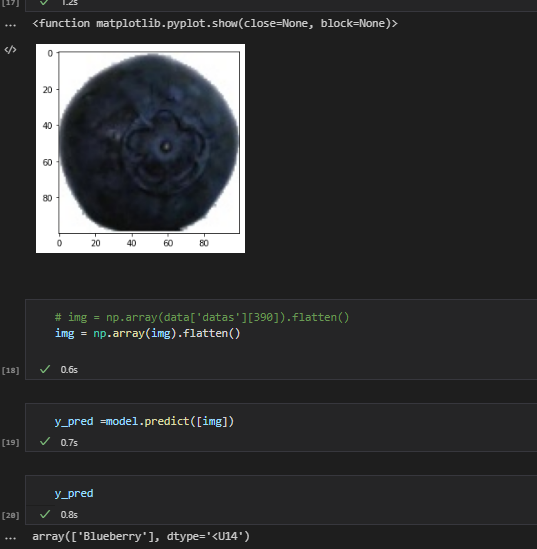 [17]
1.2s
<function matplotlib.pyplot.show(close=None, block=None)>
0
20
40
60
80
0 20 40 60 80
# img = np.array(data['datas'][390]).flatten()
img = np.array(img).flatten()
[18] 0.6s
y_pred =model.predict([img])
[19] 0.7s
y_pred
[20] 0.8s
array(['Blueberry'], dtype='<U14')